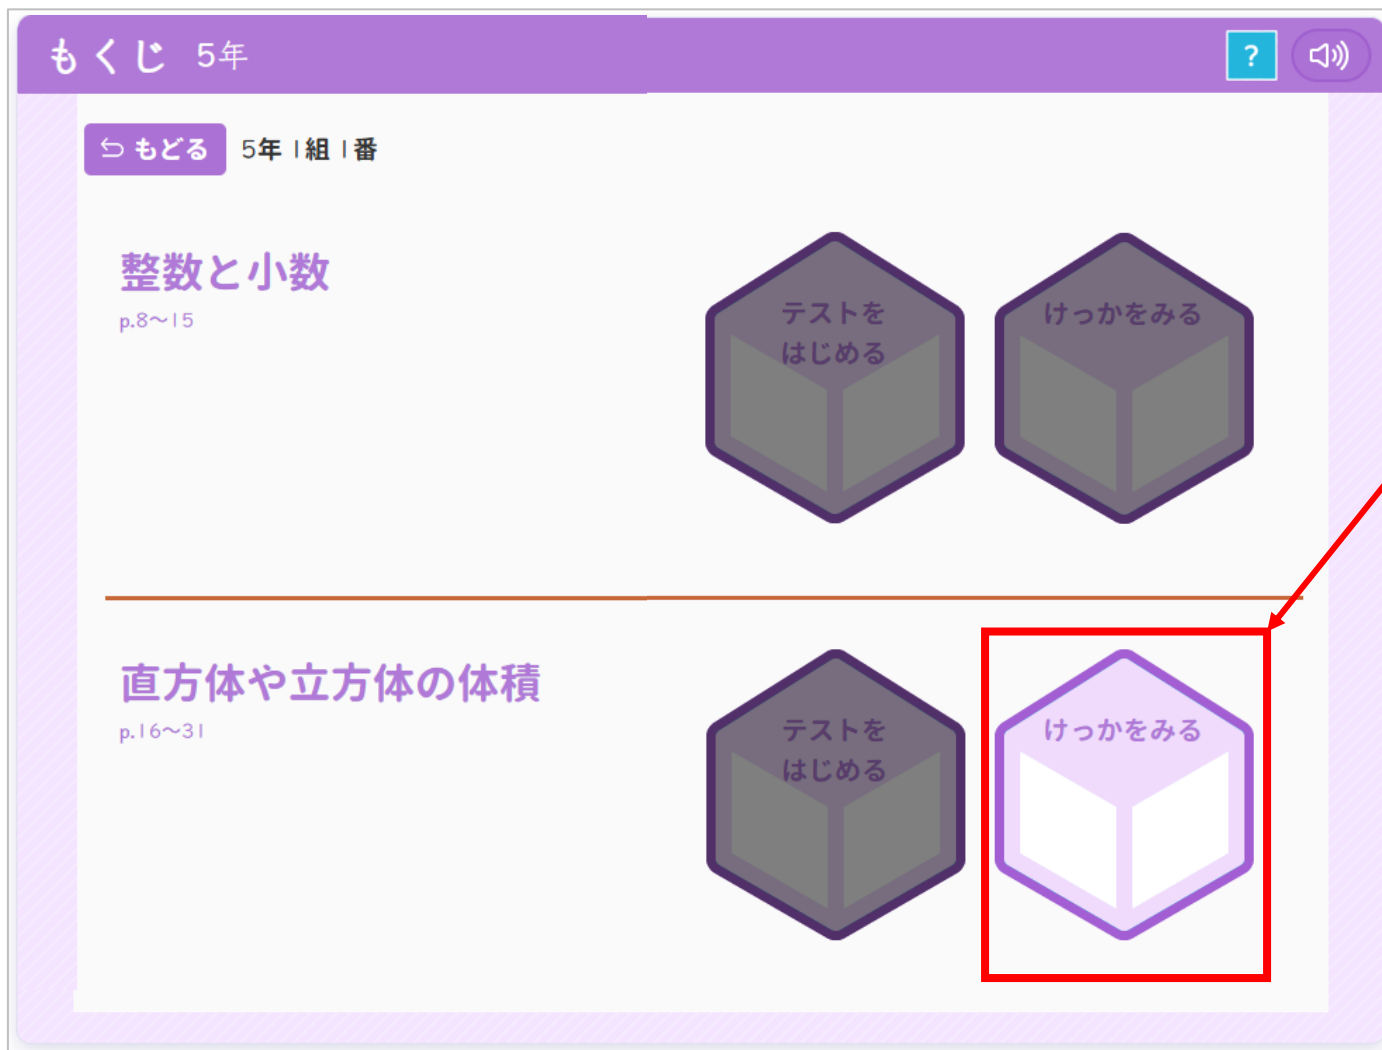 もくじ 5年
?
もどる 5年 1組 1番
整数と小数
p.8〜15
テストを
はじめる
けっかをみる
直方体や立方体の体積
p.16〜31
テストを
はじめる
けっかをみる